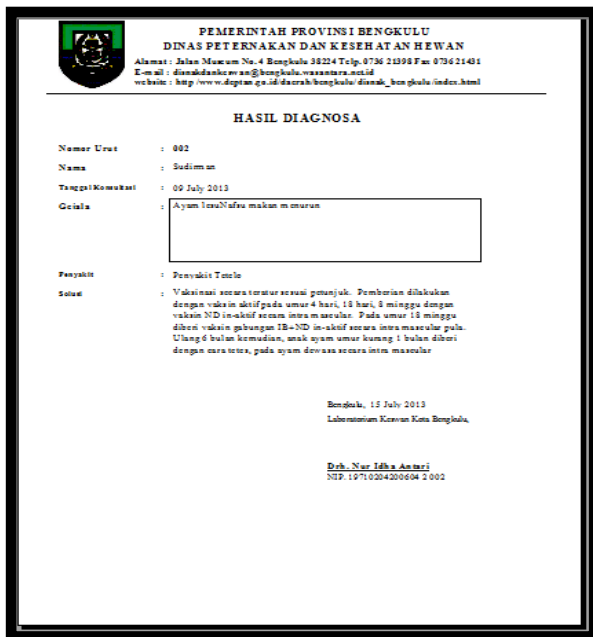 PEMERINTAH PROVINSI BENGKULU
DINAS PETERNAKAN DAN KESEHATAN HEWAN
Alamat : Jalan Museum No. 4 Bengkulu 38224 Telp. 0736 21398 Fax 0736 21431
E-mail : disnakdankeswan@bengkulu.wasantara.net.id
website : http /www.deptan.go.id/daerah/bengkulu/disnak_bengkulu/index.html
HASIL DIAGNOSA
Nomor Urut : 002
Nama : Sudirman
Tanggal Konsultasi : 09 July 2013
Gejala : Ayam lesuNafsu makan menurun
Penyakit : Penyakit Tetelo
Solusi : Vaksinasi secara teratur sesuai petunjuk. Pemberian dilakukan
dengan vaksin aktif pada umur 4 hari, 18 hari, 8 minggu dengan
vaksin ND in-aktif secara intra mascular. Pada umur 18 minggu
diberi vaksin gabungan IB+ND in-aktif secara intra mascular pula.
Ulang 6 bulan kemudian, anak ayam umur kurang 1 bulan diberi
dengan cara tetes, pada ayam dewasa secara intra mascular
Bengkulu, 15 July 2013
Laboratorium Keswan Kota Bengkulu,
Drh. Nur Idha Antari
NIP. 19710204200604 2 002